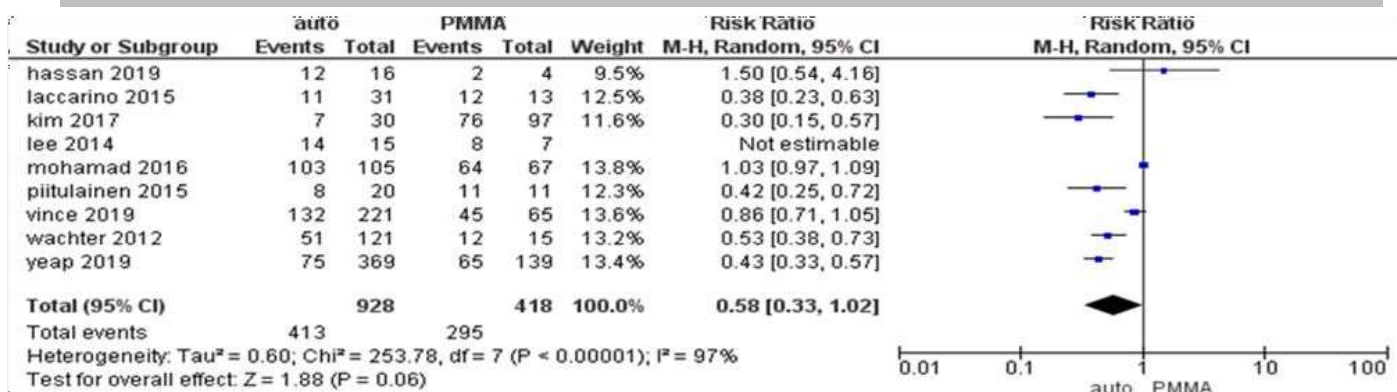 auto PMMA Risk Ratio Risk Ratio
Study or Subgroup Events Total Events Total Weight M-H, Random, 95% CI M-H, Random, 95% CI
hassan 2019 12 16 2 4 9.5% 1.50 [0.54, 4.16]
laccarino 2015 11 31 12 13 12.5% 0.38 [0.23, 0.63]
kim 2017 7 30 76 97 11.6% 0.30 [0.15, 0.57]
lee 2014 14 15 8 7 Not estimable
mohamad 2016 103 105 64 67 13.8% 1.03 [0.97, 1.09]
piitulainen 2015 8 20 11 11 12.3% 0.42 [0.25, 0.72]
vince 2019 132 221 45 65 13.6% 0.86 [0.71, 1.05]
wachter 2012 51 121 12 15 13.2% 0.53 [0.38, 0.73]
yeap 2019 75 369 65 139 13.4% 0.43 [0.33, 0.57]
Total (95% CI) 928 418 100.0% 0.58 [0.33, 1.02]
Total events 413 295
Heterogeneity: Tau² = 0.60; Chi² = 253.78, df = 7 (P < 0.00001); I² = 97%
Test for overall effect: Z = 1.88 (P = 0.06)
0.01 0.1 1 10 100
auto PMMA